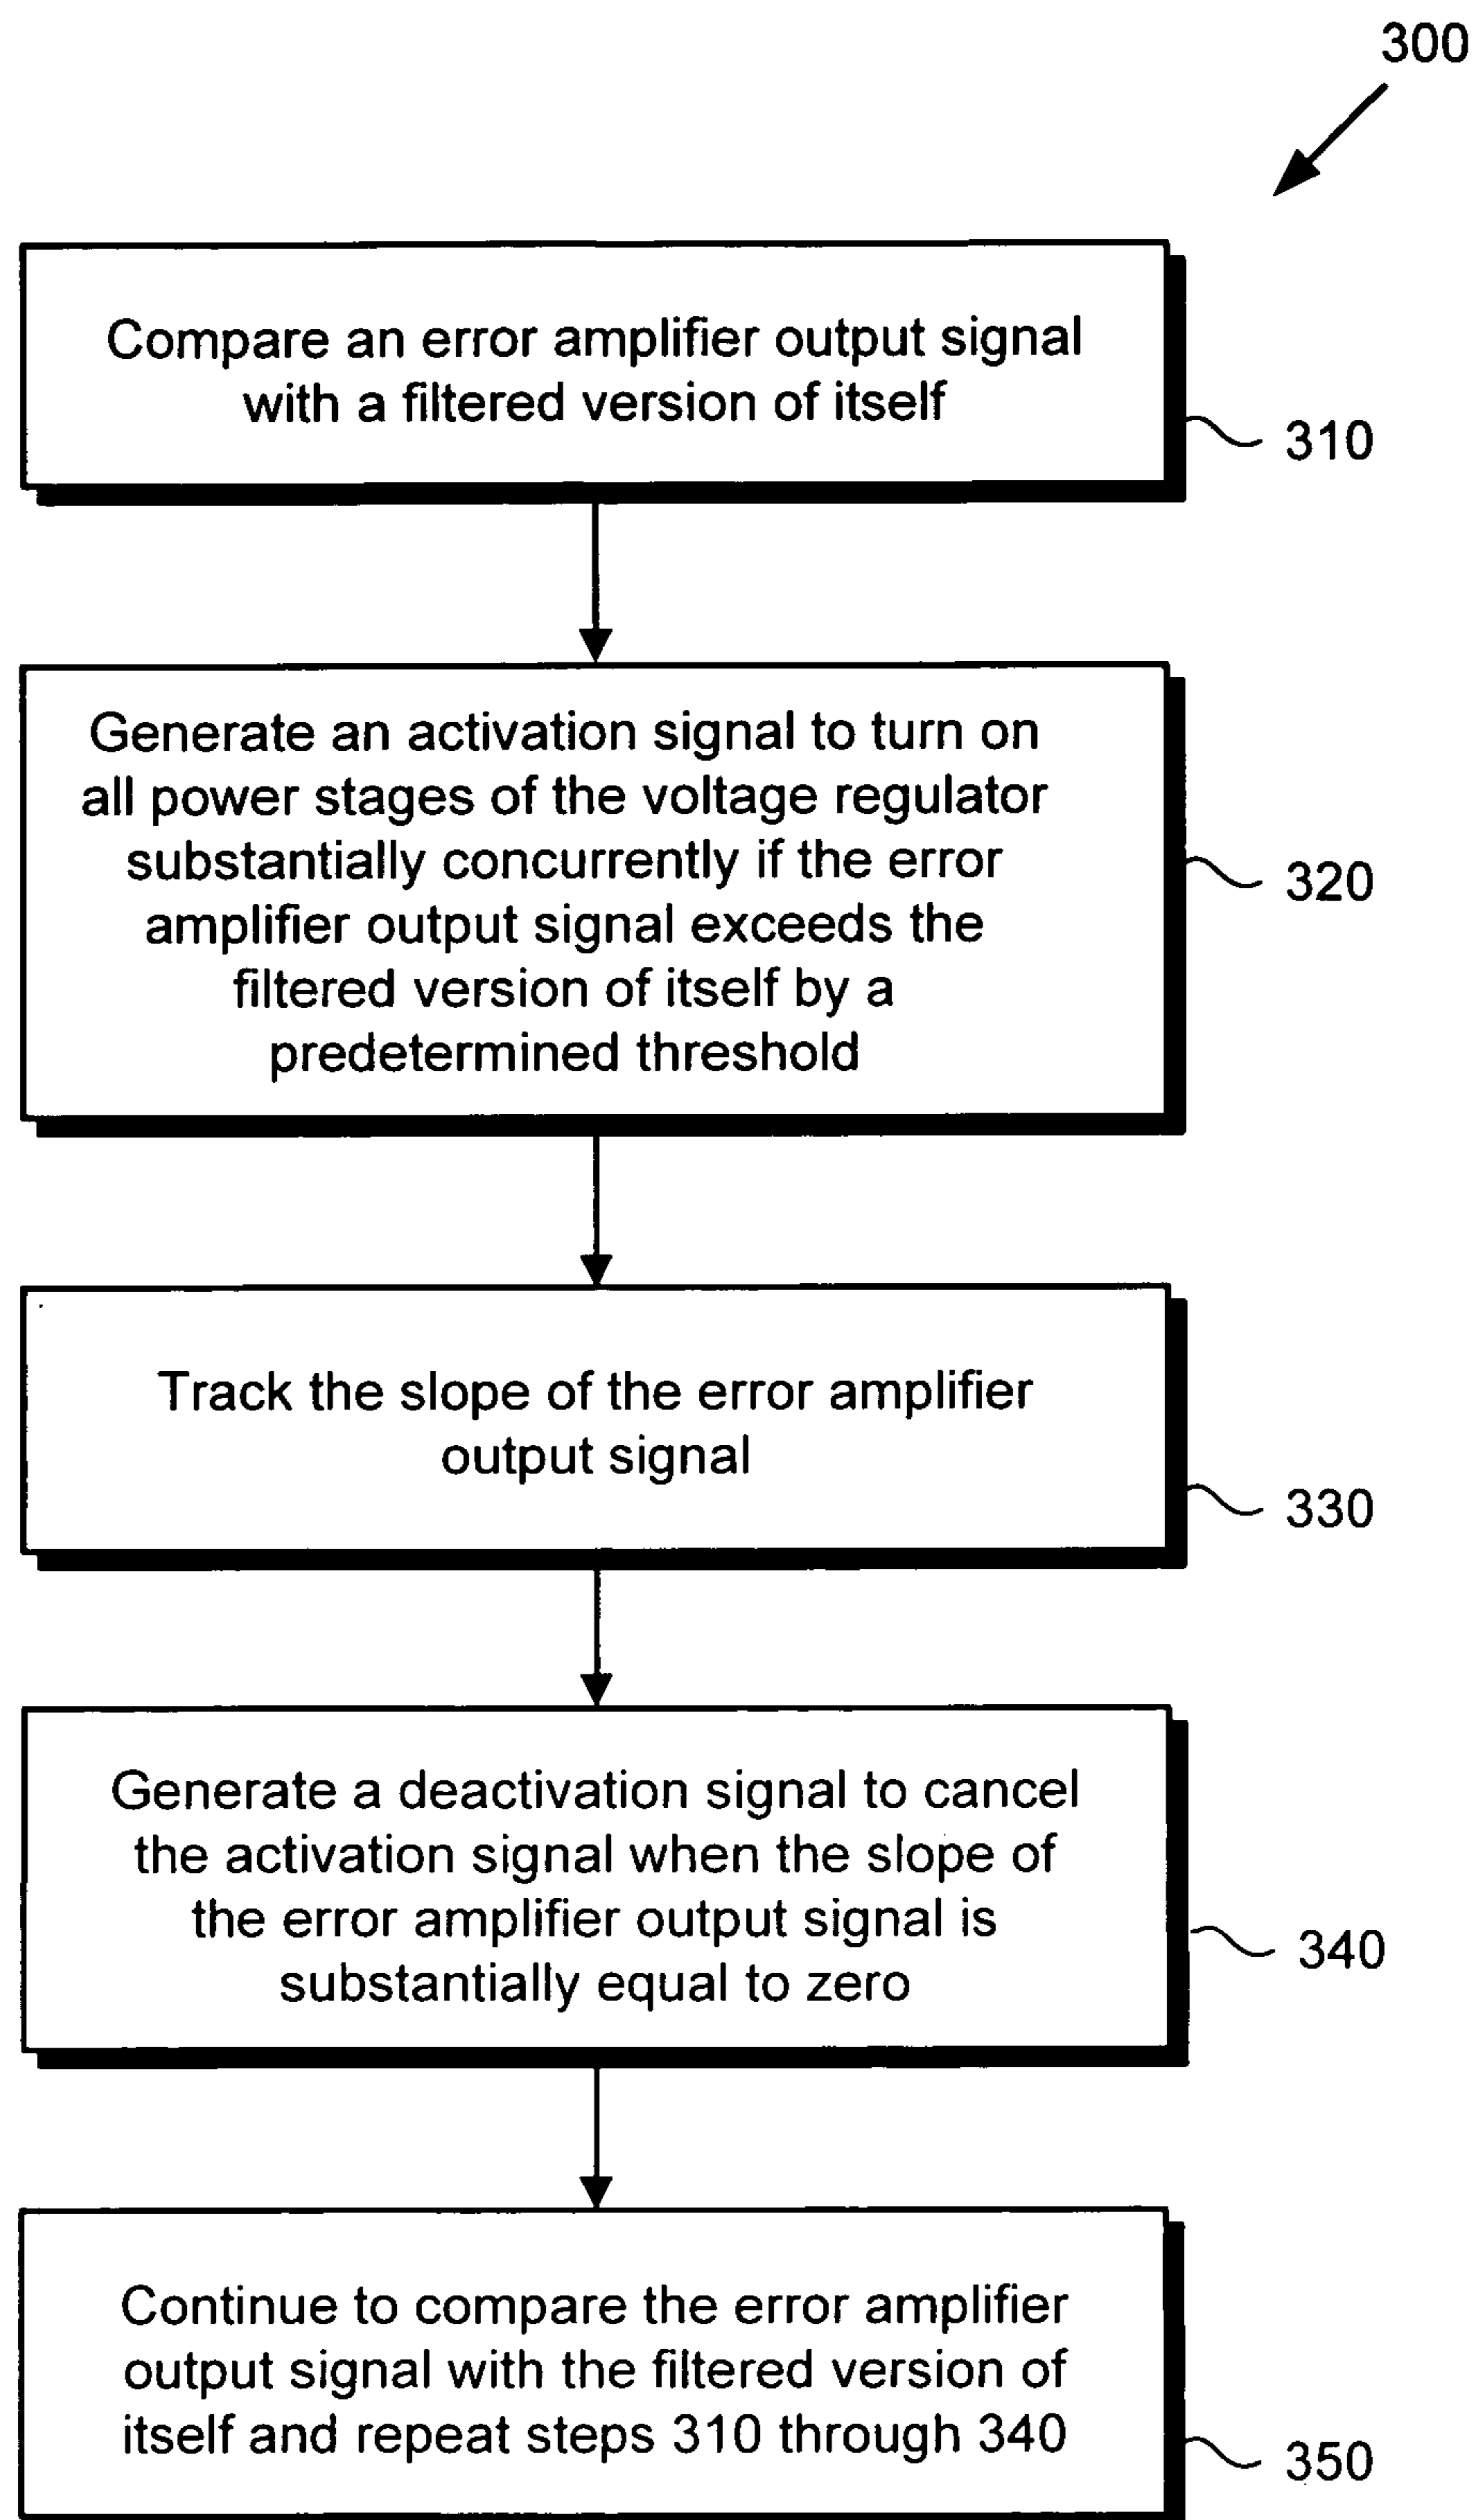 300
Compare an error amplifier output signal
with a filtered version of itself
310
Generate an activation signal to turn on
all power stages of the voltage regulator
substantially concurrently if the error
amplifier output signal exceeds the
filtered version of itself by a
predetermined threshold
320
Track the slope of the error amplifier
output signal
330
Generate a deactivation signal to cancel
the activation signal when the slope of
the error amplifier output signal is
substantially equal to zero
340
Continue to compare the error amplifier
output signal with the filtered version of
itself and repeat steps 310 through 340
350